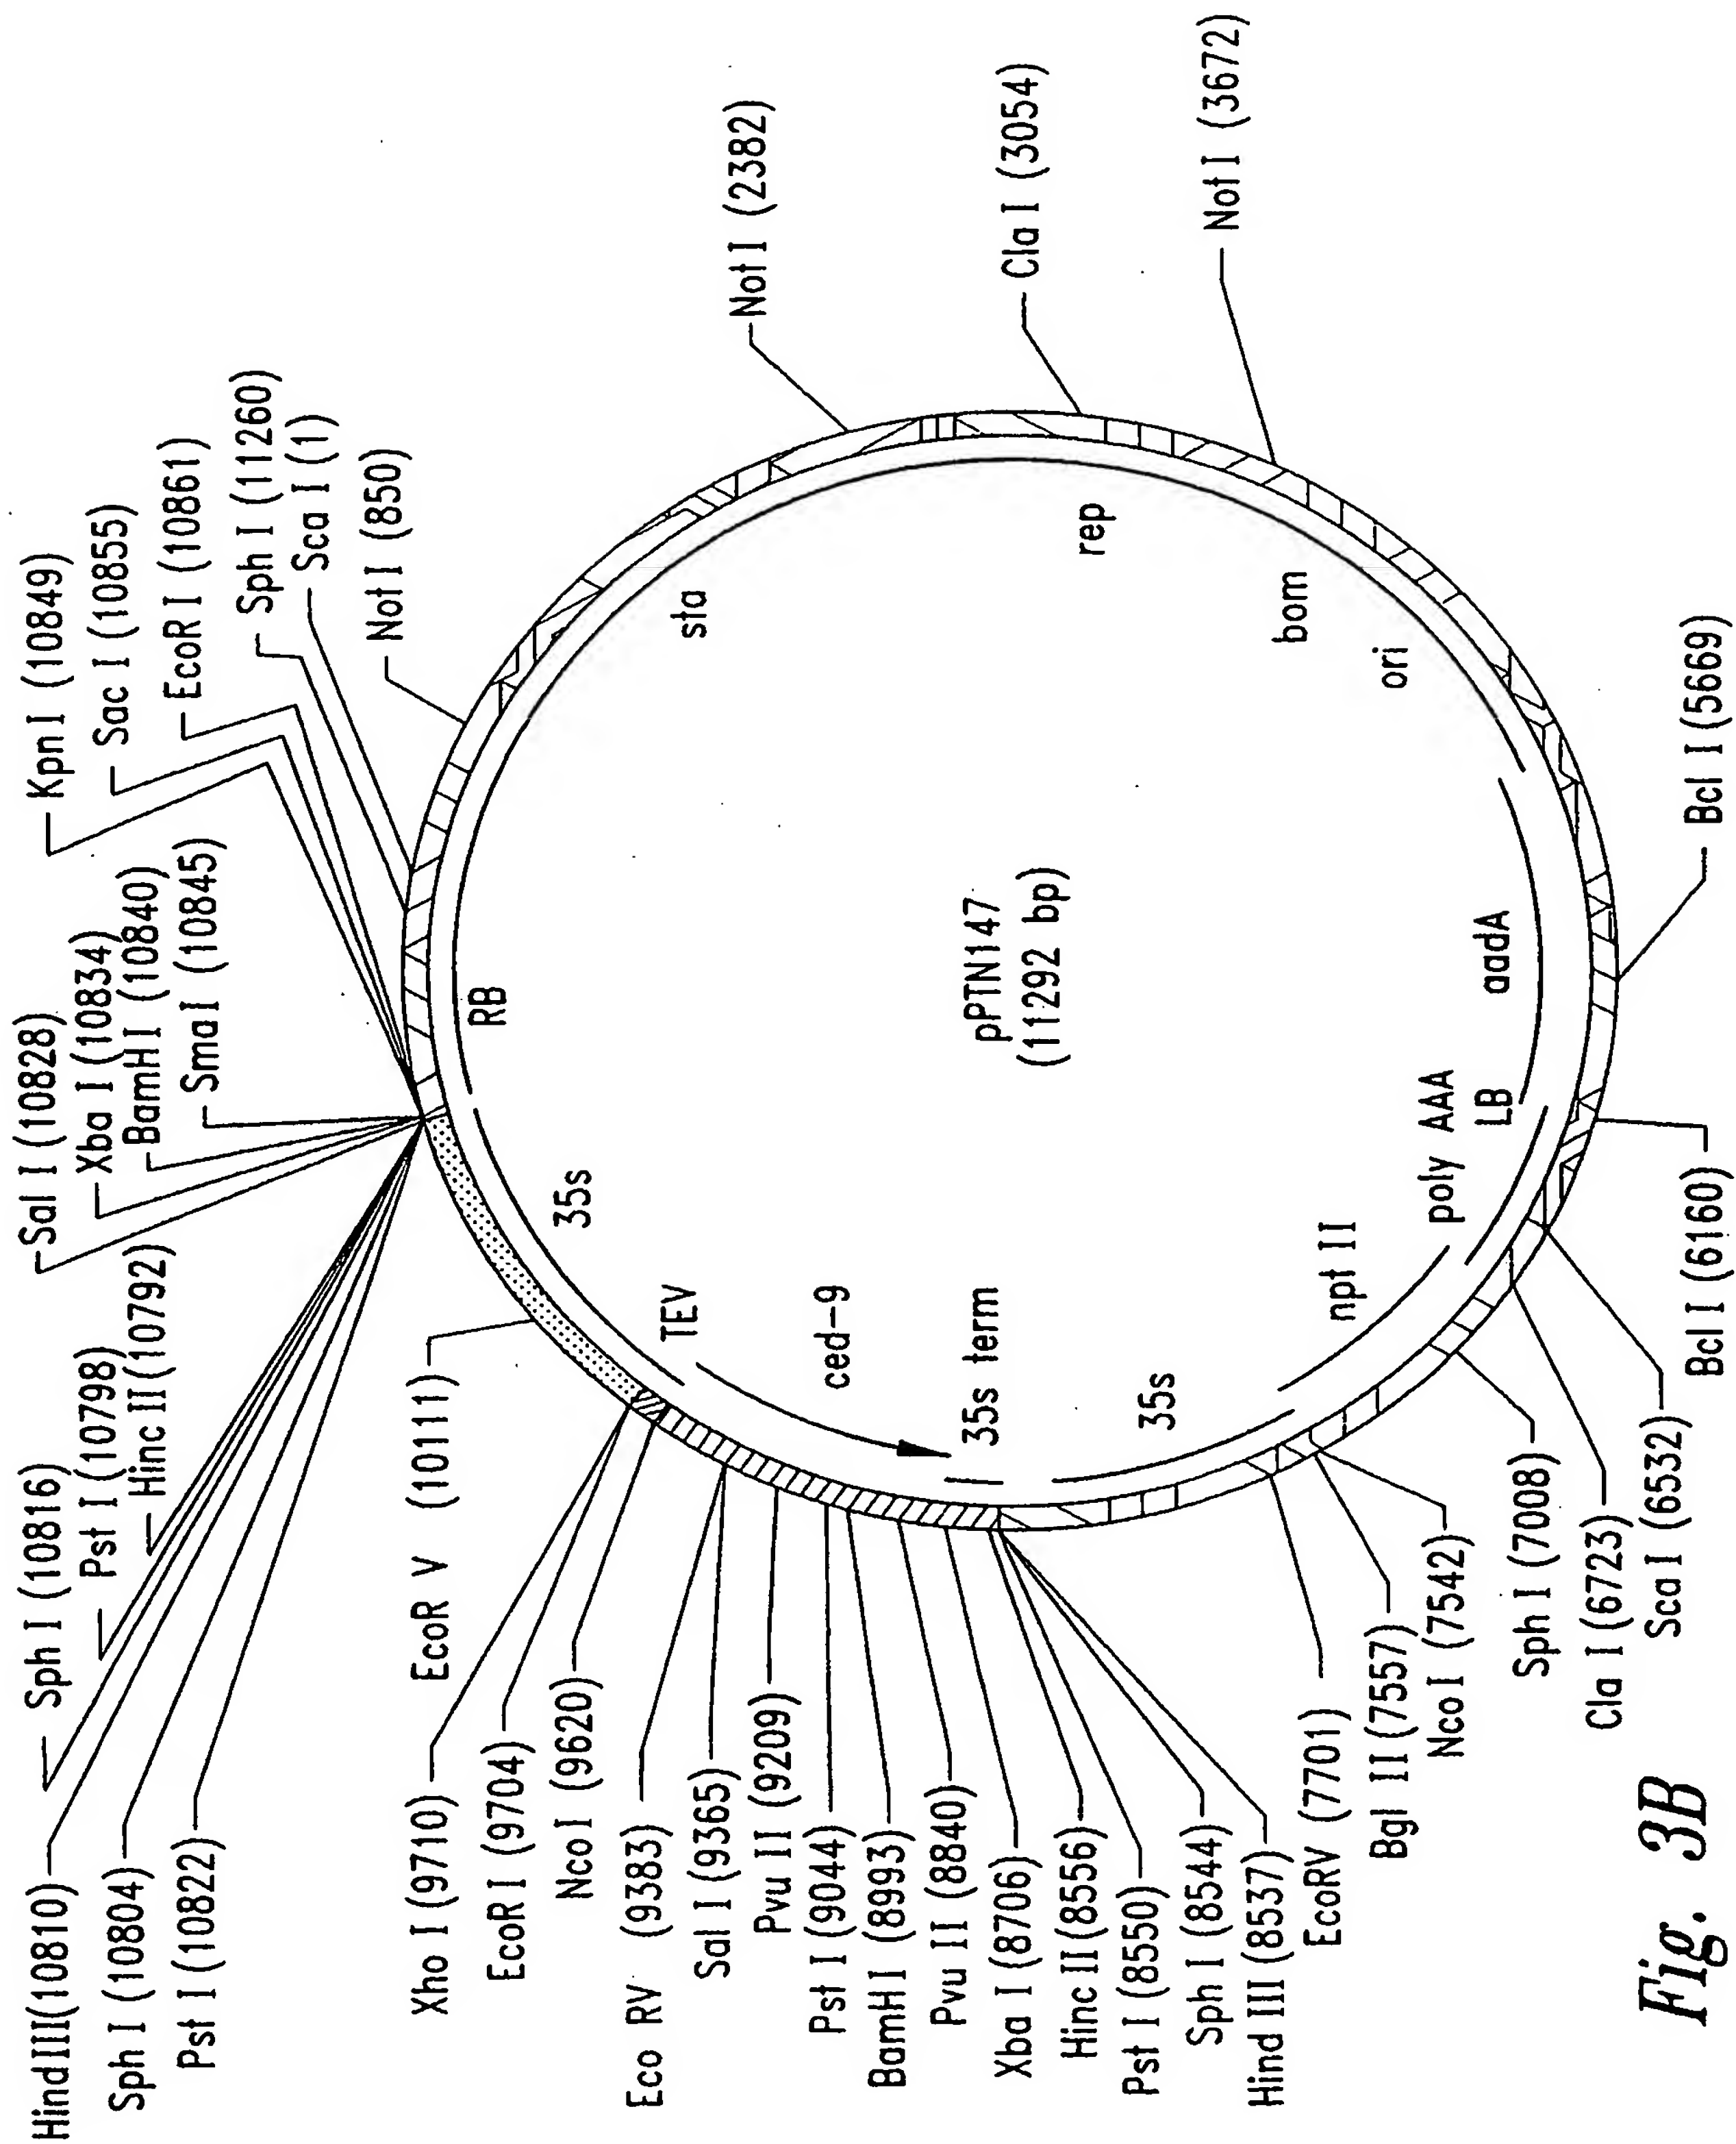 HindIII(10810)
Sph I (10804)
Pst I (10822)
Sph I (10816)
Pst I (10798)
Hinc II (10792)
Sal I (10828)
Xba I (10834)
BamHI (10840)
Sma I (10845)
Kpn I (10849)
Sac I (10855)
EcoR I (10861)
Sph I (11260)
Sca I (1)
Not I (850)
Not I (2382)
Cla I (3054)
Not I (3672)
Bcl I (5669)
Bcl I (6160)
Sca I (6532)
Cla I (6723)
Sph I (7008)
Nco I (7542)
Bgl II (7557)
EcoRV (7701)
Hind III (8537)
Sph I (8544)
Pst I (8550)
Hinc II (8556)
Xba I (8706)
Pvu II (8840)
BamH I (8993)
Pst I (9044)
Pvu II (9209)
Sal I (9365)
Eco RV (9383)
Nco I (9620)
EcoR I (9704)
Xho I (9710)
EcoR V (10111)
RB
sta
rep
bom
ori
aadA
LB
poly AAA
npt II
35s
35s term
ced-9
TEV
35s
pPTN147
(11292 bp)
Fig. 3B